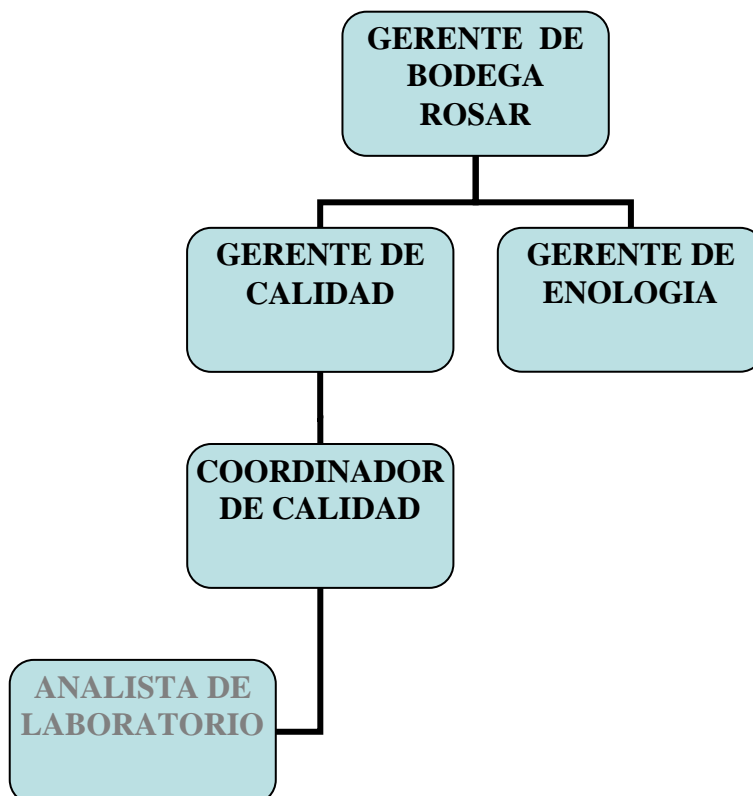 GERENTE DE
BODEGA
ROSAR
GERENTE DE
CALIDAD
GERENTE DE
ENOLOGIA
COORDINADOR
DE CALIDAD
ANALISTA DE
LABORATORIO